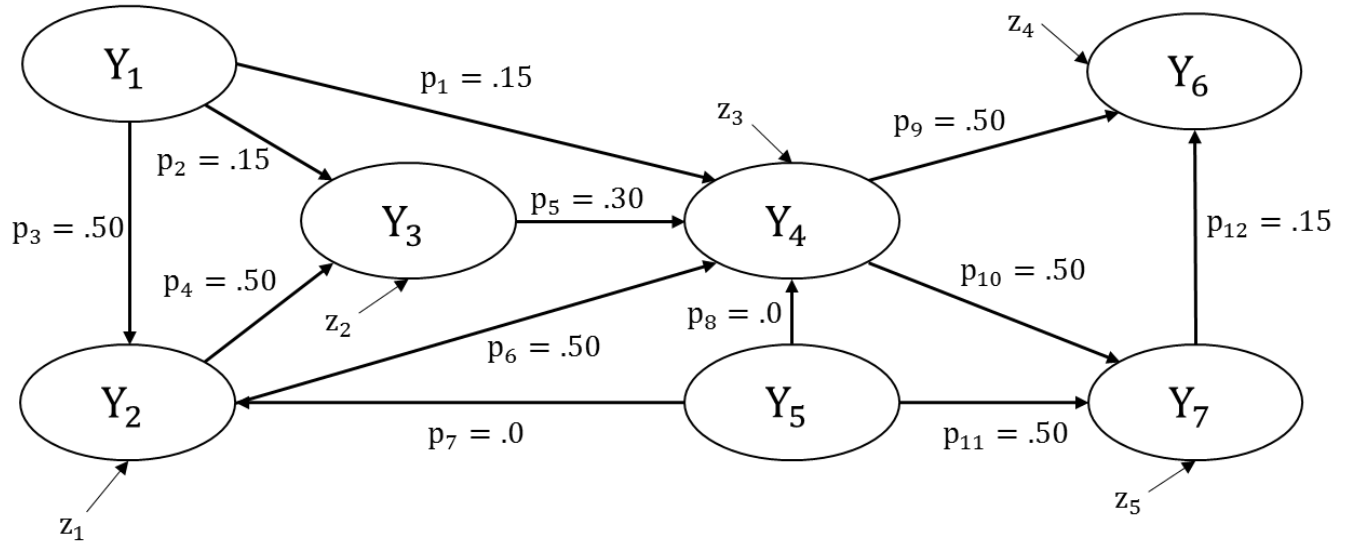 z₄
Y₁
Y₆
p₁ = .15
z₃
p₉ = .50
p₂ = .15
p₅ = .30
Y₃
Y₄
p₃ = .50
p₁₂ = .15
p₄ = .50
p₁₀ = .50
z₂
p₈ = .0
p₆ = .50
Y₂
Y₅
Y₇
p₇ = .0
p₁₁ = .50
z₁
z₅